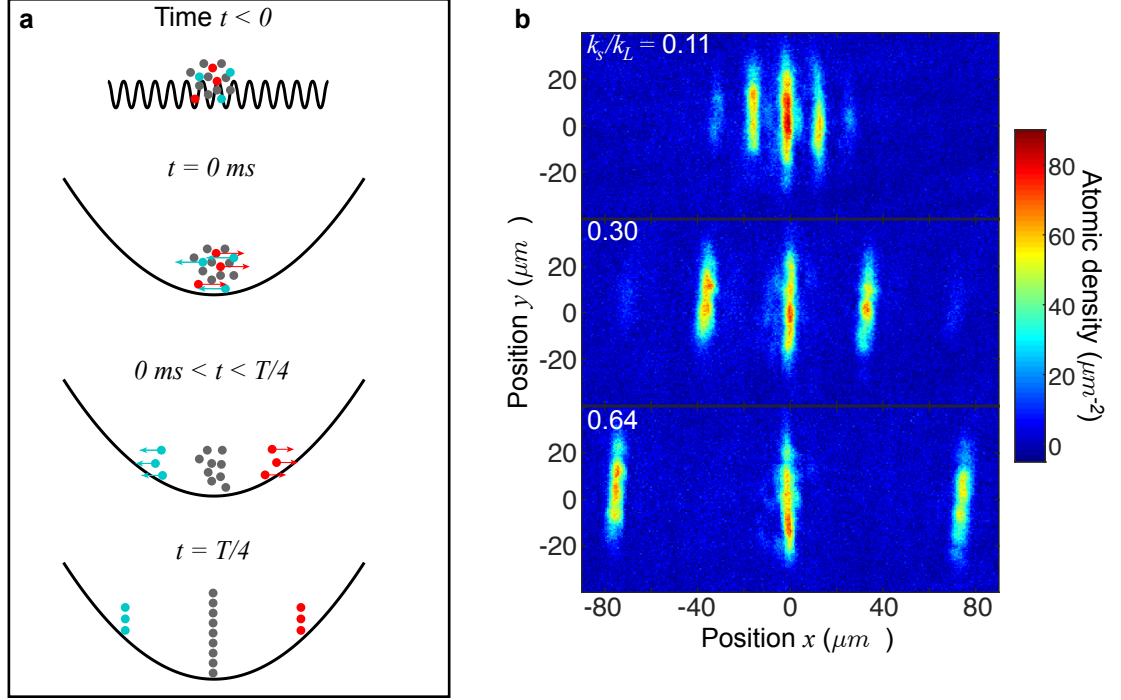 a
Time t < 0
t = 0 ms
0 ms < t < T/4
t = T/4
b
k_s/k_L = 0.11
20
0
-20
0.30
20
0
-20
0.64
20
0
-20
-80
-40
0
40
80
Position x (μm )
Position y (μm )
80
60
40
20
0
Atomic density (μm⁻²)